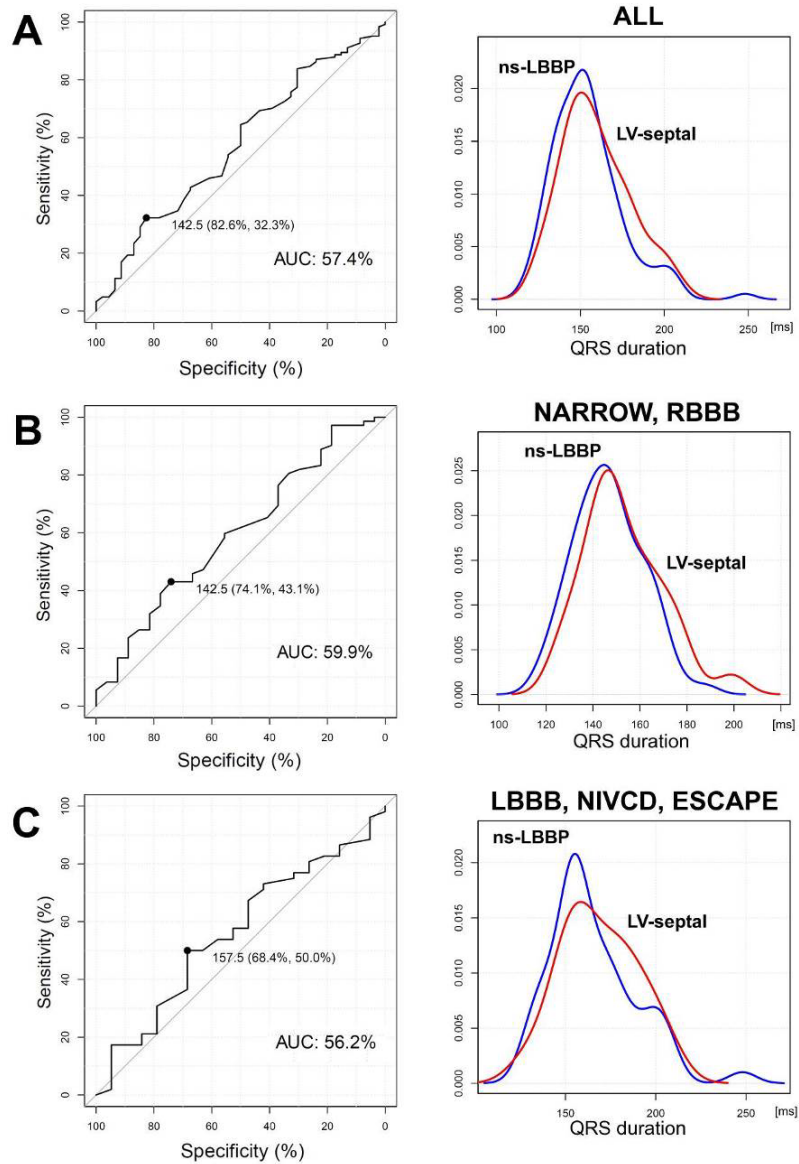 A
100
80
60
40
20
0
Sensitivity (%)
142.5 (82.6%, 32.3%)
AUC: 57.4%
100 80 60 40 20 0
Specificity (%)
ALL
ns-LBBP
LV-septal
0.020
0.015
0.010
0.005
0.000
100 150 200 250 [ms]
QRS duration
B
100
80
60
40
20
0
Sensitivity (%)
142.5 (74.1%, 43.1%)
AUC: 59.9%
100 80 60 40 20 0
Specificity (%)
NARROW, RBBB
ns-LBBP
LV-septal
0.025
0.020
0.015
0.010
0.005
0.000
100 120 140 160 180 200 [ms]
QRS duration
C
100
80
60
40
20
0
Sensitivity (%)
157.5 (68.4%, 50.0%)
AUC: 56.2%
100 80 60 40 20 0
Specificity (%)
LBBB, NIVCD, ESCAPE
ns-LBBP
LV-septal
0.020
0.015
0.010
0.005
0.000
150 200 250 [ms]
QRS duration